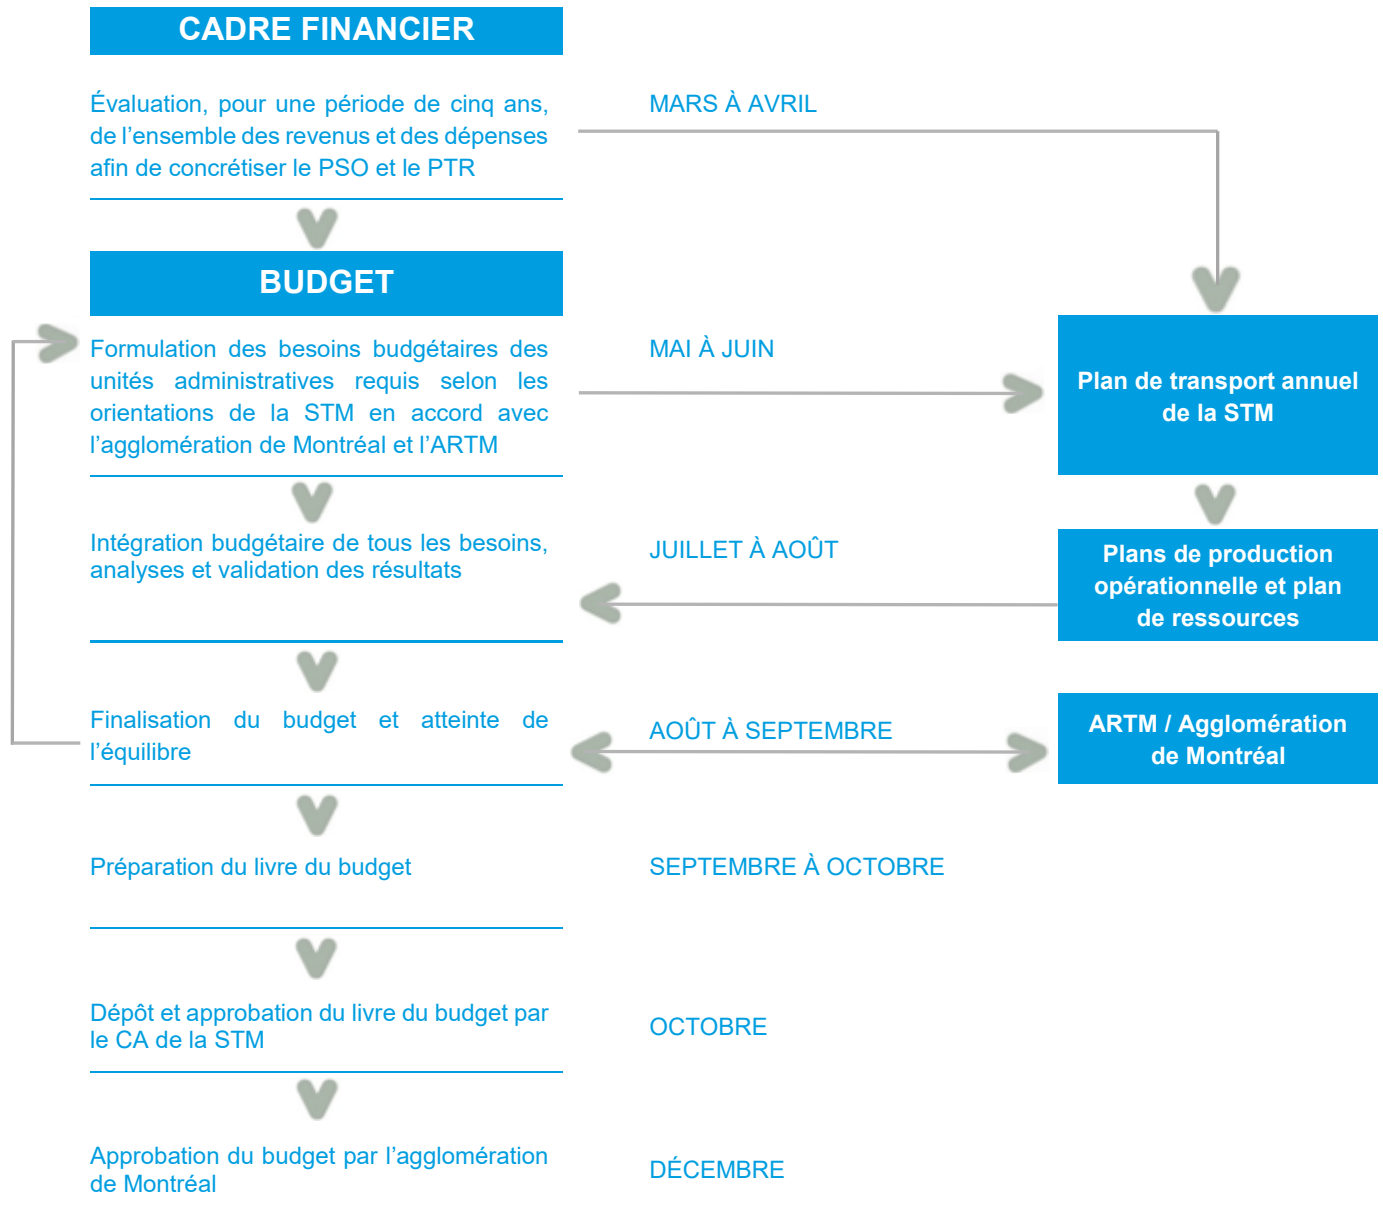 CADRE FINANCIER
Évaluation, pour une période de cinq ans,
de l’ensemble des revenus et des dépenses
afin de concrétiser le PSO et le PTR
MARS À AVRIL
BUDGET
Formulation des besoins budgétaires des
unités administratives requis selon les
orientations de la STM en accord avec
l’agglomération de Montréal et l’ARTM
MAI À JUIN
Plan de transport annuel
de la STM
Intégration budgétaire de tous les besoins,
analyses et validation des résultats
JUILLET À AOÛT
Plans de production
opérationnelle et plan
de ressources
Finalisation du budget et atteinte de
l’équilibre
AOÛT À SEPTEMBRE
ARTM / Agglomération
de Montréal
Préparation du livre du budget
SEPTEMBRE À OCTOBRE
Dépôt et approbation du livre du budget par
le CA de la STM
OCTOBRE
Approbation du budget par l’agglomération
de Montréal
DÉCEMBRE